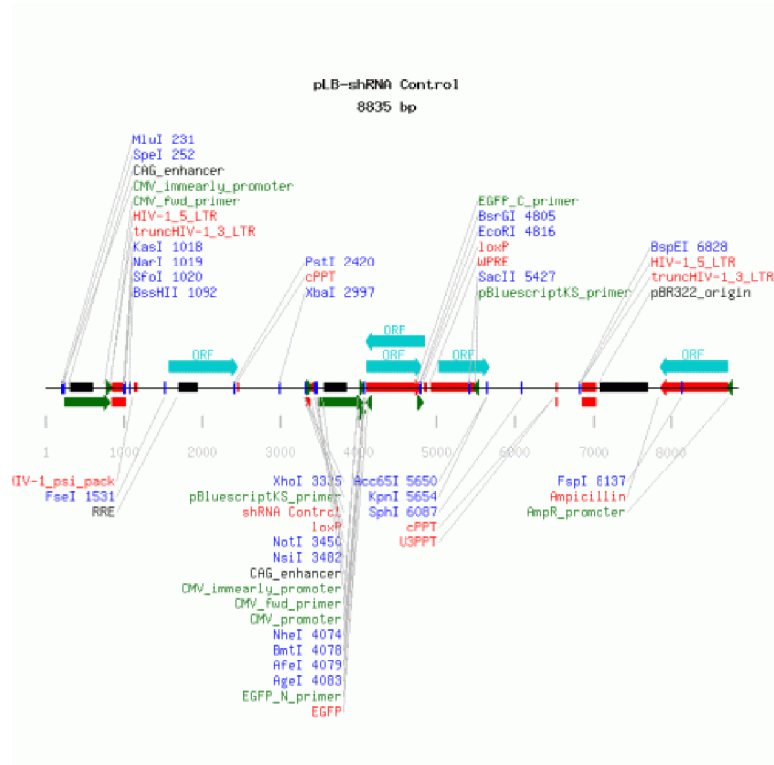 pLB-shRNA Control
8835 bp
MluI 231
SpeI 252
CAG_enhancer
CMV_immearly_promoter
CMV_fwd_primer
HIV-1_5_LTR
truncHIV-1_3_LTR
KasI 1018
NarI 1019
SfoI 1020
BssHII 1092
PstI 2420
cPPT
XbaI 2997
EGFP_C_primer
BsrGI 4805
EcoRI 4816
loxP
WPRE
SacII 5427
pBluescriptKS_primer
BspEI 6828
HIV-1_5_LTR
truncHIV-1_3_LTR
pBR322_origin
ORF
ORF
ORF
ORF
ORF
1
1000
2000
3000
4000
5000
6000
7000
8000
HIV-1_psi_pack
FseI 1531
RRE
XhoI 3335
pBluescriptKS_primer
shRNA Control
loxP
NotI 3450
NsiI 3482
CAG_enhancer
CMV_immearly_promoter
CMV_fwd_primer
CMV_promoter
NheI 4074
BmtI 4078
AfeI 4079
AgeI 4083
EGFP_N_primer
EGFP
Acc65I 5650
KpnI 5654
SphI 6087
cPPT
U3PPT
FspI 8137
Ampicillin
AmpR_promoter